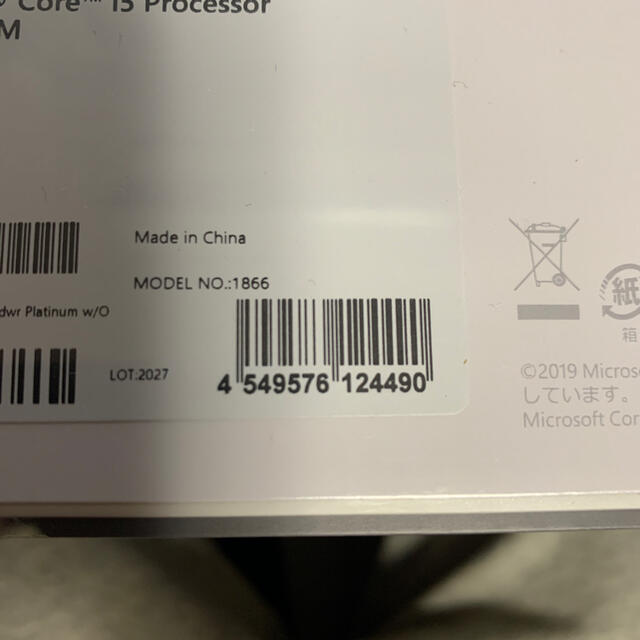 Core™ i5 Processor
M
Made in China
MODEL NO.:1866
dwr Platinum w/O
LOT:2027
4 549576 124490
紙
箱
©2019 Micros
しています。
Microsoft Cor